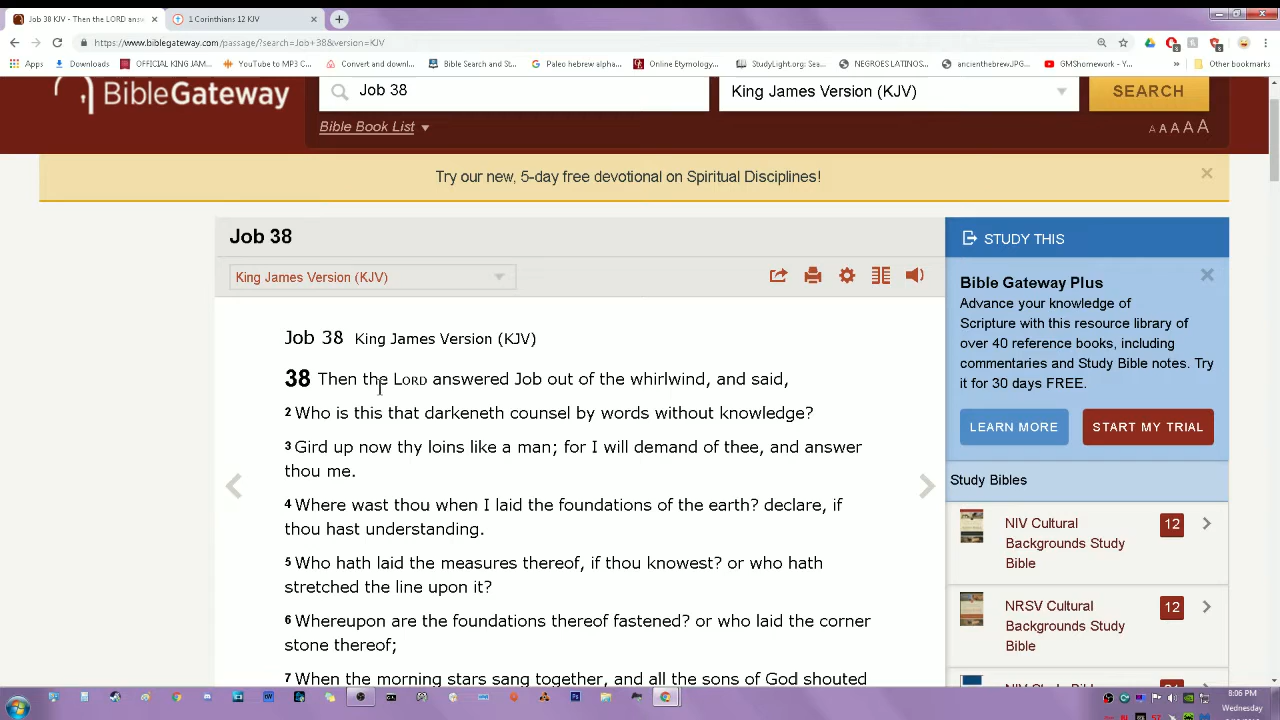 Job 38 KJV - Then the LORD answ
1 Corinthians 12 KJV
https://www.biblegateway.com/passage/?search=Job+38&version=KJV
Apps Downloads OFFICIAL KING JAM... YouTube to MP3 C... Convert and downl... Bible Search and S... Paleo hebrew alpha... Online Etymology... StudyLight.org: Sea... NEGROES LATINOS... ancienthebrewJPG GMShomework - Y... » Other bookmarks
BibleGateway
Job 38
King James Version (KJV)
SEARCH
Bible Book List
A A A A A
Try our new, 5-day free devotional on Spiritual Disciplines!
Job 38
King James Version (KJV)
Job 38 King James Version (KJV)
38 Then the LORD answered Job out of the whirlwind, and said,
2 Who is this that darkeneth counsel by words without knowledge?
3 Gird up now thy loins like a man; for I will demand of thee, and answer
thou me.
4 Where wast thou when I laid the foundations of the earth? declare, if
thou hast understanding.
5 Who hath laid the measures thereof, if thou knowest? or who hath
stretched the line upon it?
6 Whereupon are the foundations thereof fastened? or who laid the corner
stone thereof;
7 When the morning stars sang together, and all the sons of God shouted
STUDY THIS
Bible Gateway Plus
Advance your knowledge of
Scripture with this resource library of
over 40 reference books, including
commentaries and Study Bible notes. Try
it for 30 days FREE.
LEARN MORE
START MY TRIAL
Study Bibles
NIV Cultural
Backgrounds Study
Bible
12
NRSV Cultural
Backgrounds Study
Bible
12
8:06 PM
Wednesday